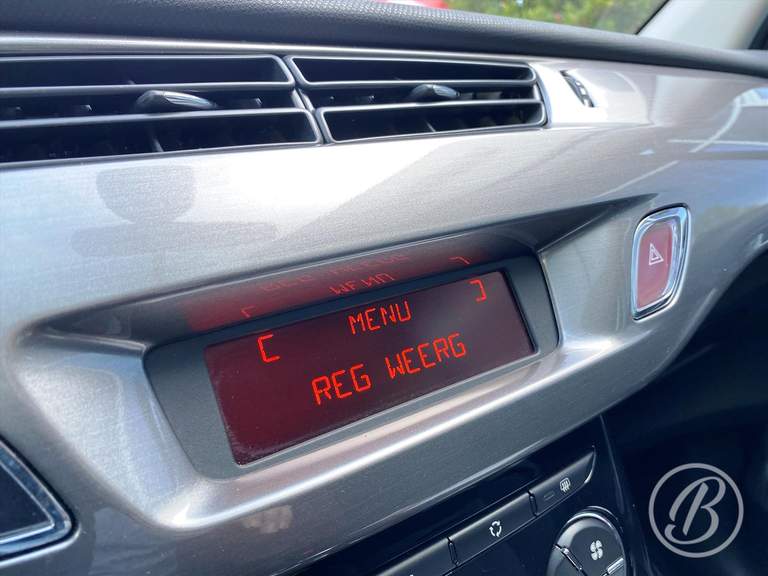 [ MENU ]
REG WEERG
B